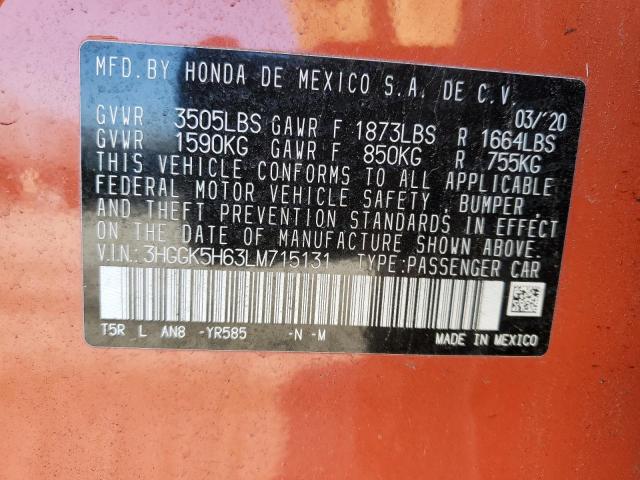 MFD. BY HONDA DE MEXICO S.A. DE C.V.
03/'20
GVWR 3505LBS GAWR F 1873LBS R 1664LBS
GVWR 1590KG GAWR F 850KG R 755KG
THIS VEHICLE CONFORMS TO ALL APPLICABLE
FEDERAL MOTOR VEHICLE SAFETY, BUMPER,
AND THEFT PREVENTION STANDARDS IN EFFECT
ON THE DATE OF MANUFACTURE SHOWN ABOVE.
V.I.N.:3HGGK5H63LM715131 TYPE:PASSENGER CAR
T5R L AN8 -YR585 -N -M
MADE IN MEXICO